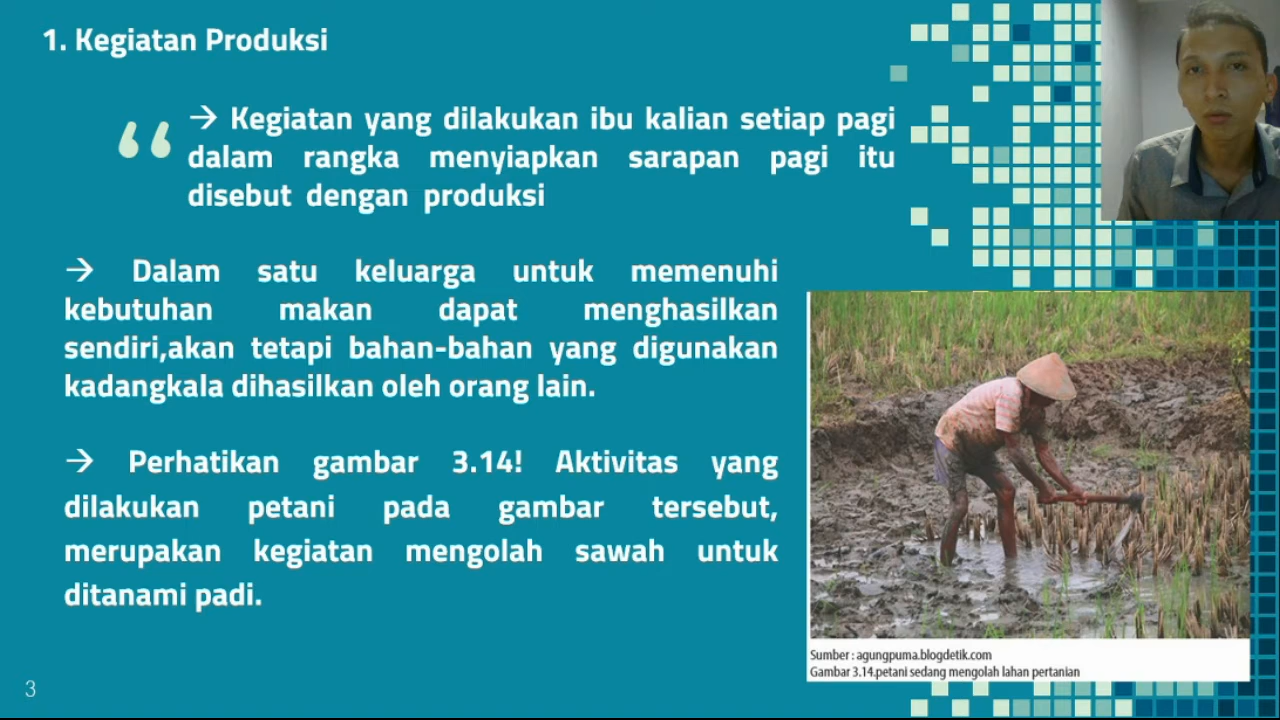 1. Kegiatan Produksi
“
→ Kegiatan yang dilakukan ibu kalian setiap pagi
dalam rangka menyiapkan sarapan pagi itu
disebut dengan produksi
→ Dalam satu keluarga untuk memenuhi
kebutuhan makan dapat menghasilkan
sendiri,akan tetapi bahan-bahan yang digunakan
kadangkala dihasilkan oleh orang lain.
→ Perhatikan gambar 3.14! Aktivitas yang
dilakukan petani pada gambar tersebut,
merupakan kegiatan mengolah sawah untuk
ditanami padi.
Sumber : agungpuma.blogdetik.com
Gambar 3.14.petani sedang mengolah lahan pertanian
3